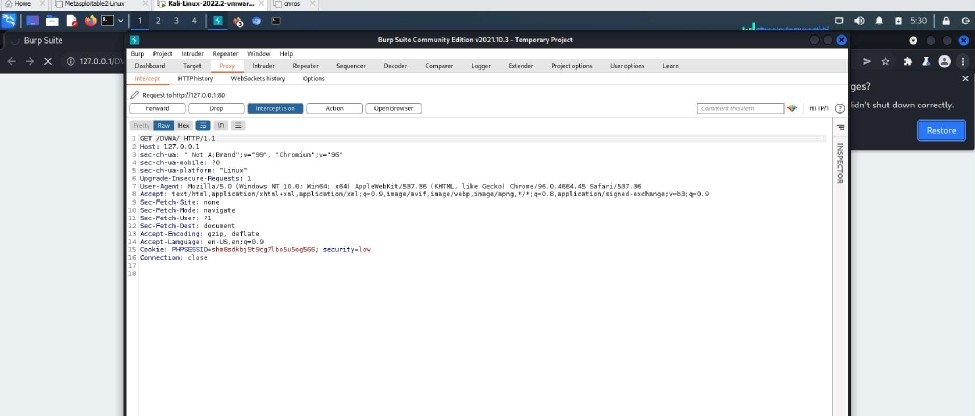 Home
Metasploitable2-Linux
Kali-Linux-2022.2-vmwar...
cmros
1 2 3 4
5:30
Burp Suite
127.0.0.1/DV
Burp Suite Community Edition v2021.10.3 - Temporary Project
Burp Project Intruder Repeater Window Help
Dashboard Target Proxy Intruder Repeater Sequencer Decoder Comparer Logger Extender Project options User options Learn
Intercept HTTP history WebSockets history Options
Request to http://127.0.0.1:80
Forward Drop Intercept is on Action Open Browser Comment this item
Pretty Raw Hex \n
1 GET /DVWA/ HTTP/1.1
2 Host: 127.0.0.1
3 sec-ch-ua: " Not A;Brand";v="99", "Chromium";v="96"
4 sec-ch-ua-mobile: ?0
5 sec-ch-ua-platform: "Linux"
6 Upgrade-Insecure-Requests: 1
7 User-Agent: Mozilla/5.0 (Windows NT 10.0; Win64; x64) AppleWebKit/537.36 (KHTML, like Gecko) Chrome/96.0.4664.45 Safari/537.36
8 Accept: text/html,application/xhtml+xml,application/xml;q=0.9,image/avif,image/webp,image/apng,*/*;q=0.8,application/signed-exchange;v=b3;q=0.9
9 Sec-Fetch-Site: none
10 Sec-Fetch-Mode: navigate
11 Sec-Fetch-User: ?1
12 Sec-Fetch-Dest: document
13 Accept-Encoding: gzip, deflate
14 Accept-Language: en-US,en;q=0.9
15 Cookie: PHPSESSID= security=low
16 Connection: close
17
18
INSPECTOR
ges?
idn't shut down correctly.
Restore